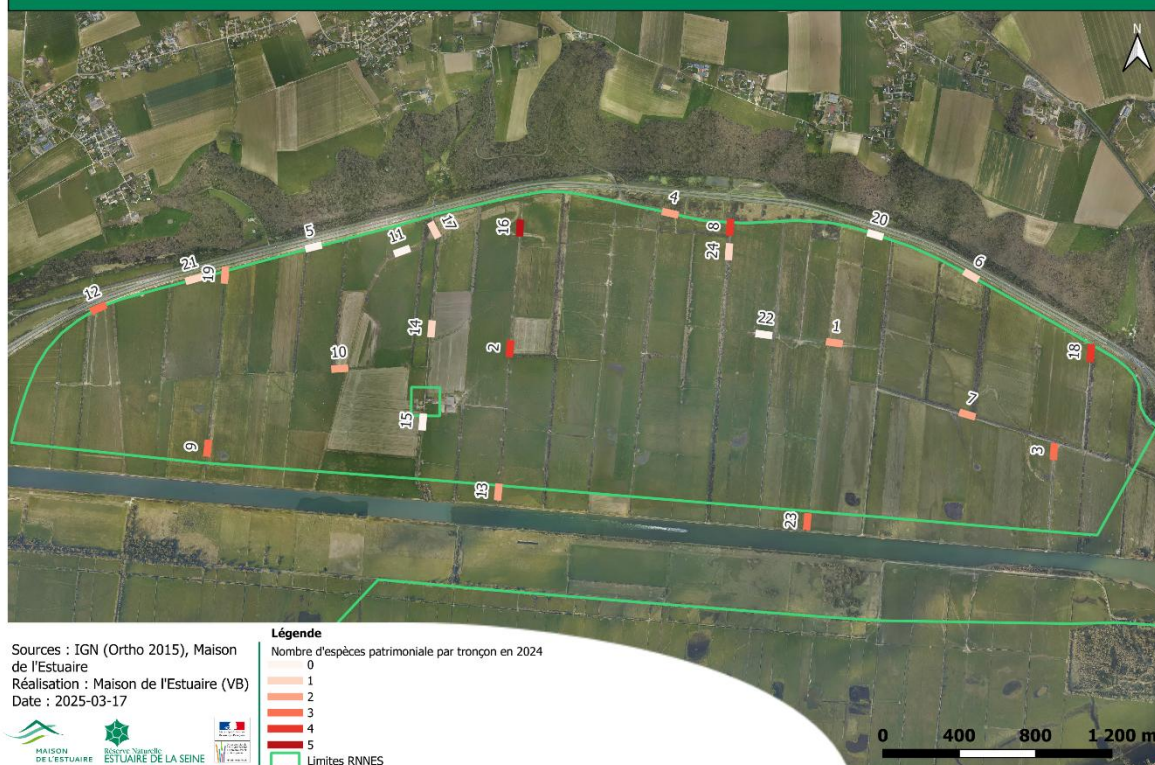 N
4
8
20
17
16
5
11
24
21
19
6
12
22
1
14
2
18
10
7
15
9
3
13
23
Sources : IGN (Ortho 2015), Maison
de l'Estuaire
Réalisation : Maison de l'Estuaire (VB)
Date : 2025-03-17
MAISON
DE L'ESTUAIRE
Réserve Naturelle
ESTUAIRE DE LA SEINE
Légende
Nombre d'espèces patrimoniale par tronçon en 2024
0
1
2
3
4
5
Limites RNNES
0 400 800 1 200 m